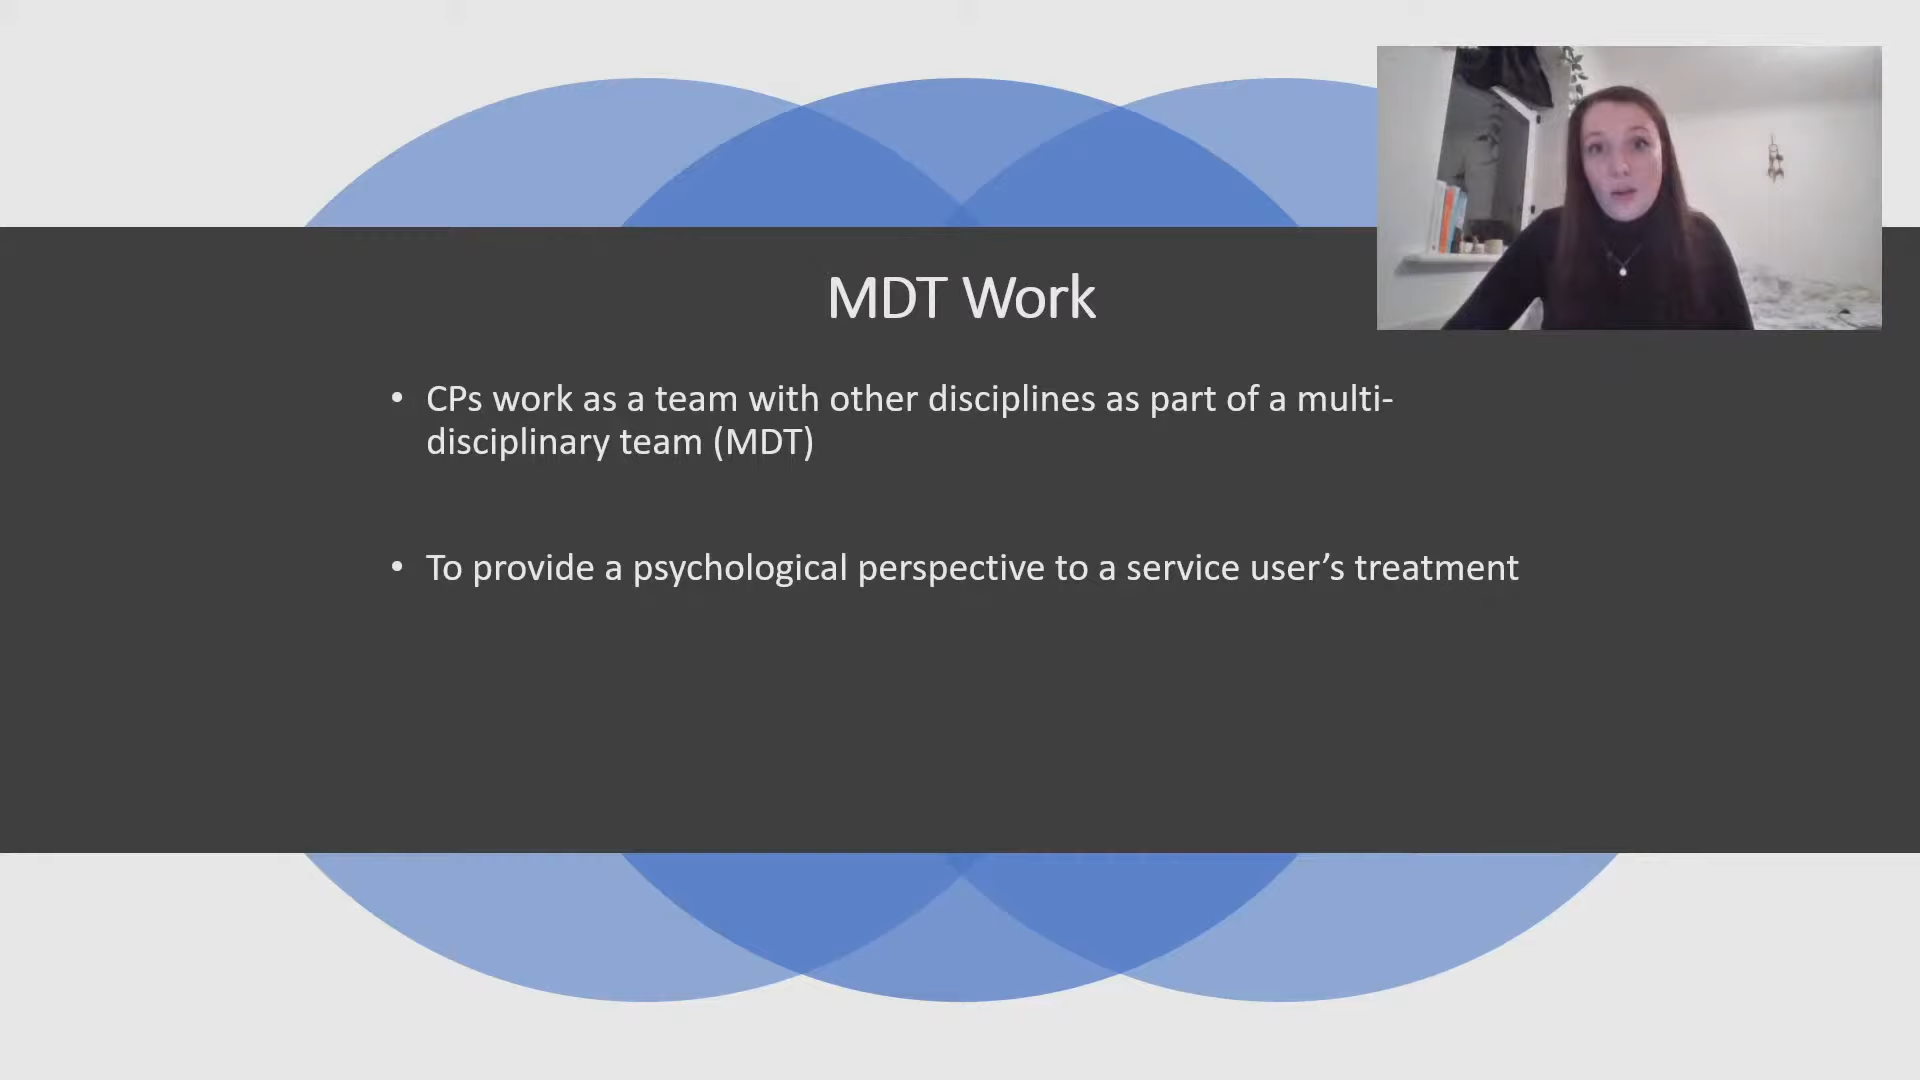 MDT Work
• CPs work as a team with other disciplines as part of a multi-
disciplinary team (MDT)
• To provide a psychological perspective to a service user’s treatment